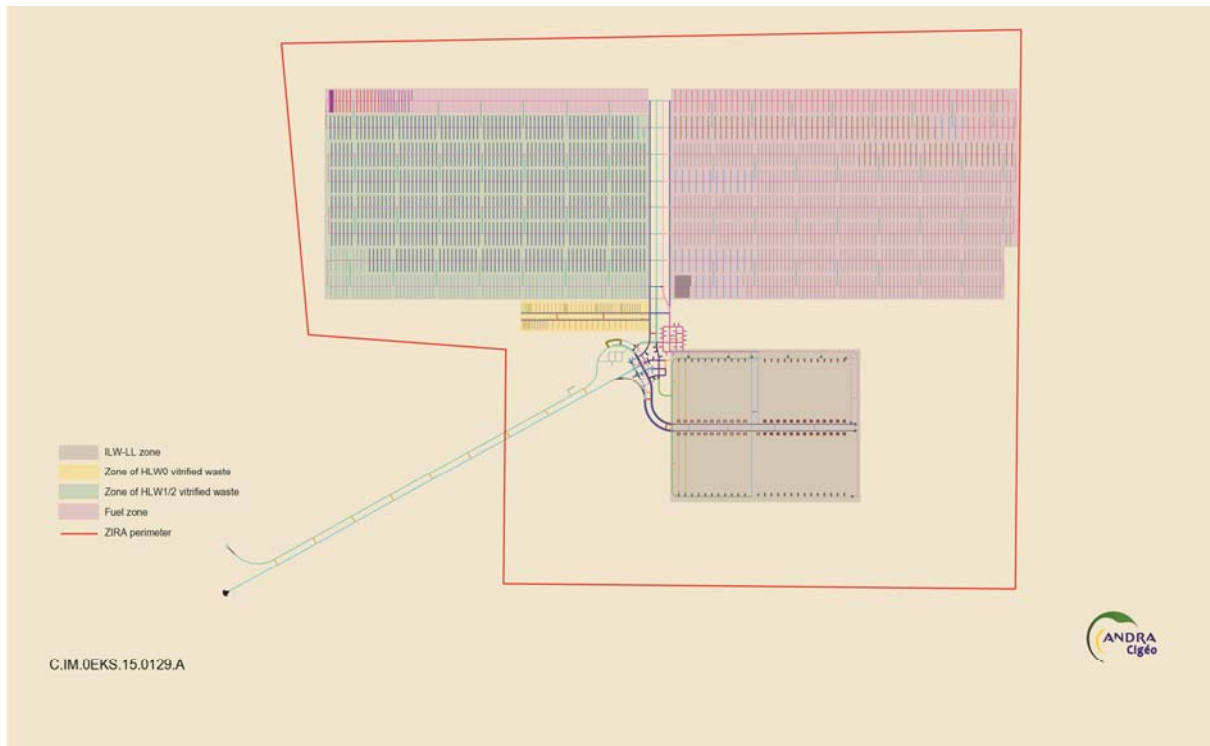 ILW-LL zone
Zone of HLW0 vitrified waste
Zone of HLW1/2 vitrified waste
Fuel zone
ZIRA perimeter
C.IM.0EKS.15.0129.A
ANDRA
Cigéo